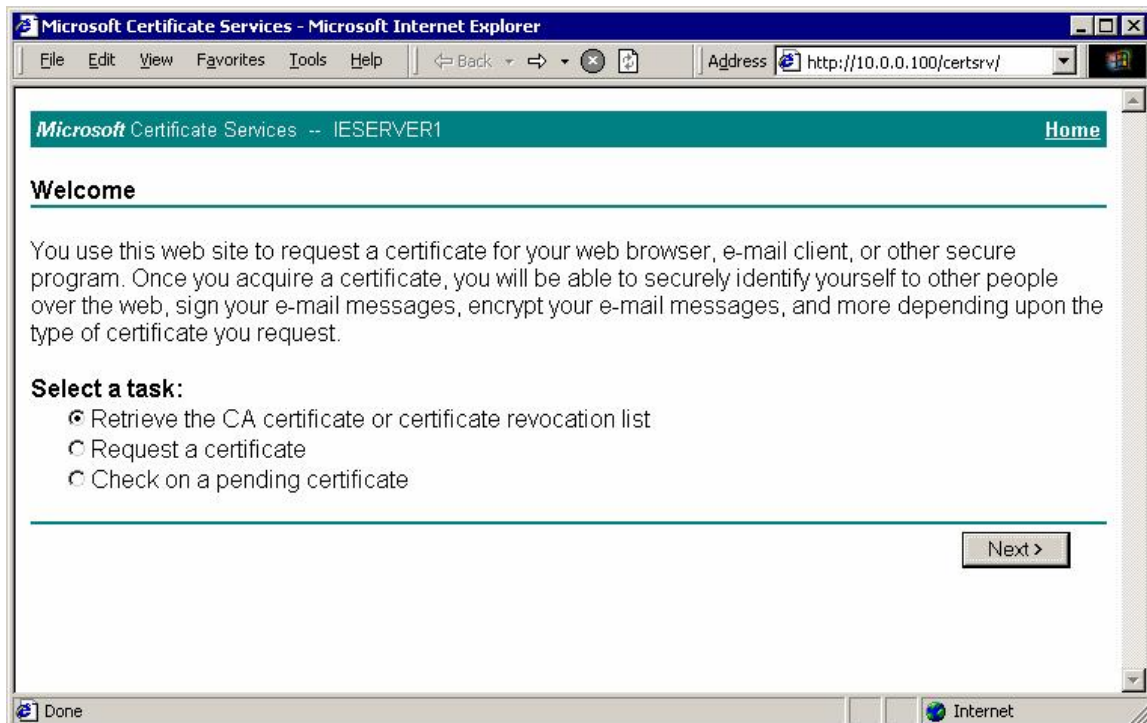 Microsoft Certificate Services - Microsoft Internet Explorer
File Edit View Favorites Tools Help Back Address http://10.0.0.100/certsrv/
Microsoft Certificate Services -- IESERVER1 Home
Welcome
You use this web site to request a certificate for your web browser, e-mail client, or other secure
program. Once you acquire a certificate, you will be able to securely identify yourself to other people
over the web, sign your e-mail messages, encrypt your e-mail messages, and more depending upon the
type of certificate you request.
Select a task:
Retrieve the CA certificate or certificate revocation list
Request a certificate
Check on a pending certificate
Next >
Done Internet